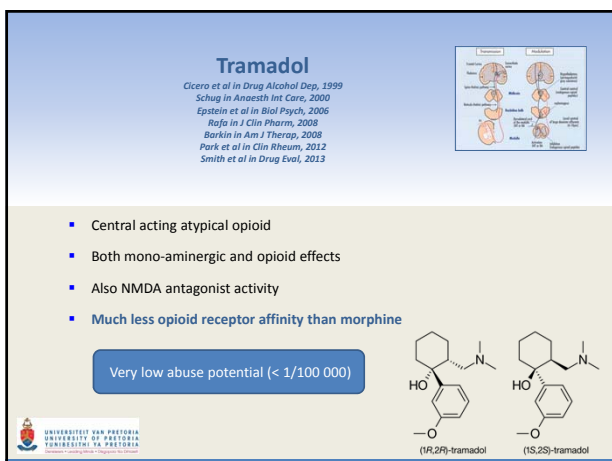 Tramadol
Cicero et al in Drug Alcohol Dep, 1999
Schug in Anaesth Int Care, 2000
Epstein et al in Biol Psych, 2006
Rafa in J Clin Pharm, 2008
Barkin in Am J Therap, 2008
Park et al in Clin Rheum, 2012
Smith et al in Drug Eval, 2013
Transmission
Modulation
Central acting atypical opioid
Both mono-aminergic and opioid effects
Also NMDA antagonist activity
Much less opioid receptor affinity than morphine
Very low abuse potential (< 1/100 000)
N
HO
O
(1R,2R)-tramadol
N
HO
O
(1S,2S)-tramadol
UNIVERSITEIT VAN PRETORIA
UNIVERSITY OF PRETORIA
YUNIBESITHI YA PRETORIA